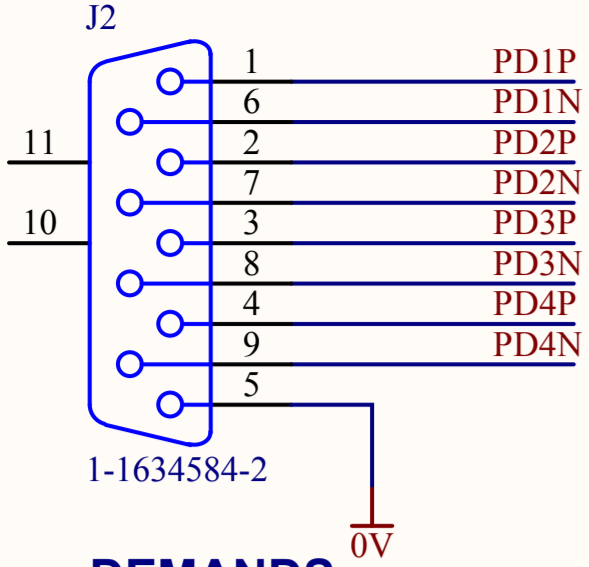 J2
1 PD1P
6 PD1N
11 2 PD2P
7 PD2N
10 3 PD3P
8 PD3N
4 PD4P
9 PD4N
5
1-1634584-2
0V
DEMANDS